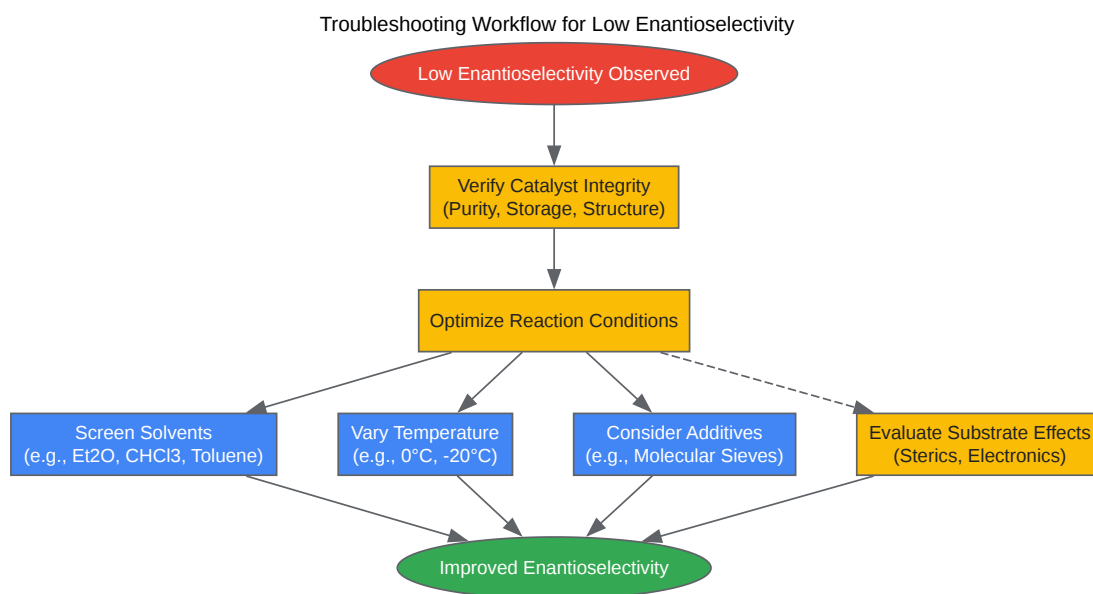 Troubleshooting Workflow for Low Enantioselectivity
Low Enantioselectivity Observed
Verify Catalyst Integrity
(Purity, Storage, Structure)
Optimize Reaction Conditions
Screen Solvents
(e.g., Et2O, CHCl3, Toluene)
Vary Temperature
(e.g., 0°C, -20°C)
Consider Additives
(e.g., Molecular Sieves)
Evaluate Substrate Effects
(Sterics, Electronics)
Improved Enantioselectivity